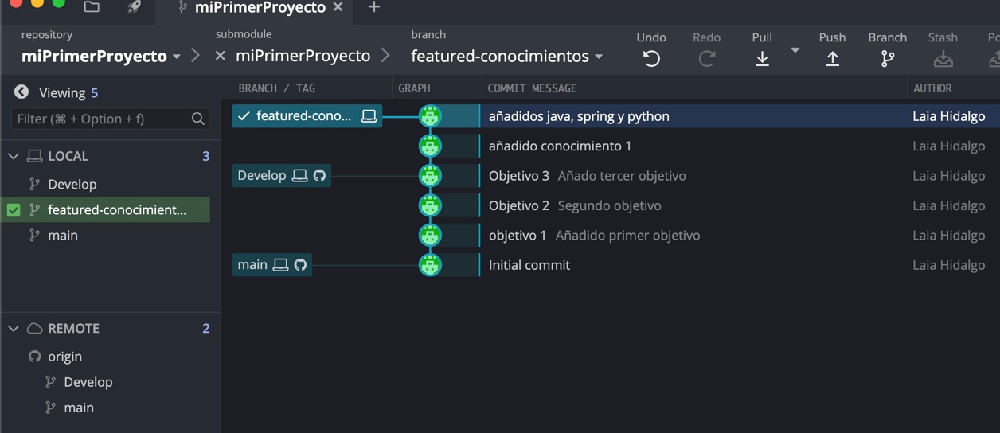 miPrimerProyecto
repository
miPrimerProyecto
submodule
miPrimerProyecto
branch
featured-conocimientos
Undo
Redo
Pull
Push
Branch
Stash
Po
Viewing 5
Filter (⌘ + Option + f)
LOCAL 3
Develop
featured-conocimient...
main
REMOTE 2
origin
Develop
main
BRANCH / TAG GRAPH COMMIT MESSAGE AUTHOR
featured-cono... añadidos java, spring y python Laia Hidalgo
añadido conocimiento 1 Laia Hidalgo
Develop Objetivo 3 Añado tercer objetivo Laia Hidalgo
Objetivo 2 Segundo objetivo Laia Hidalgo
objetivo 1 Añadido primer objetivo Laia Hidalgo
main Initial commit Laia Hidalgo